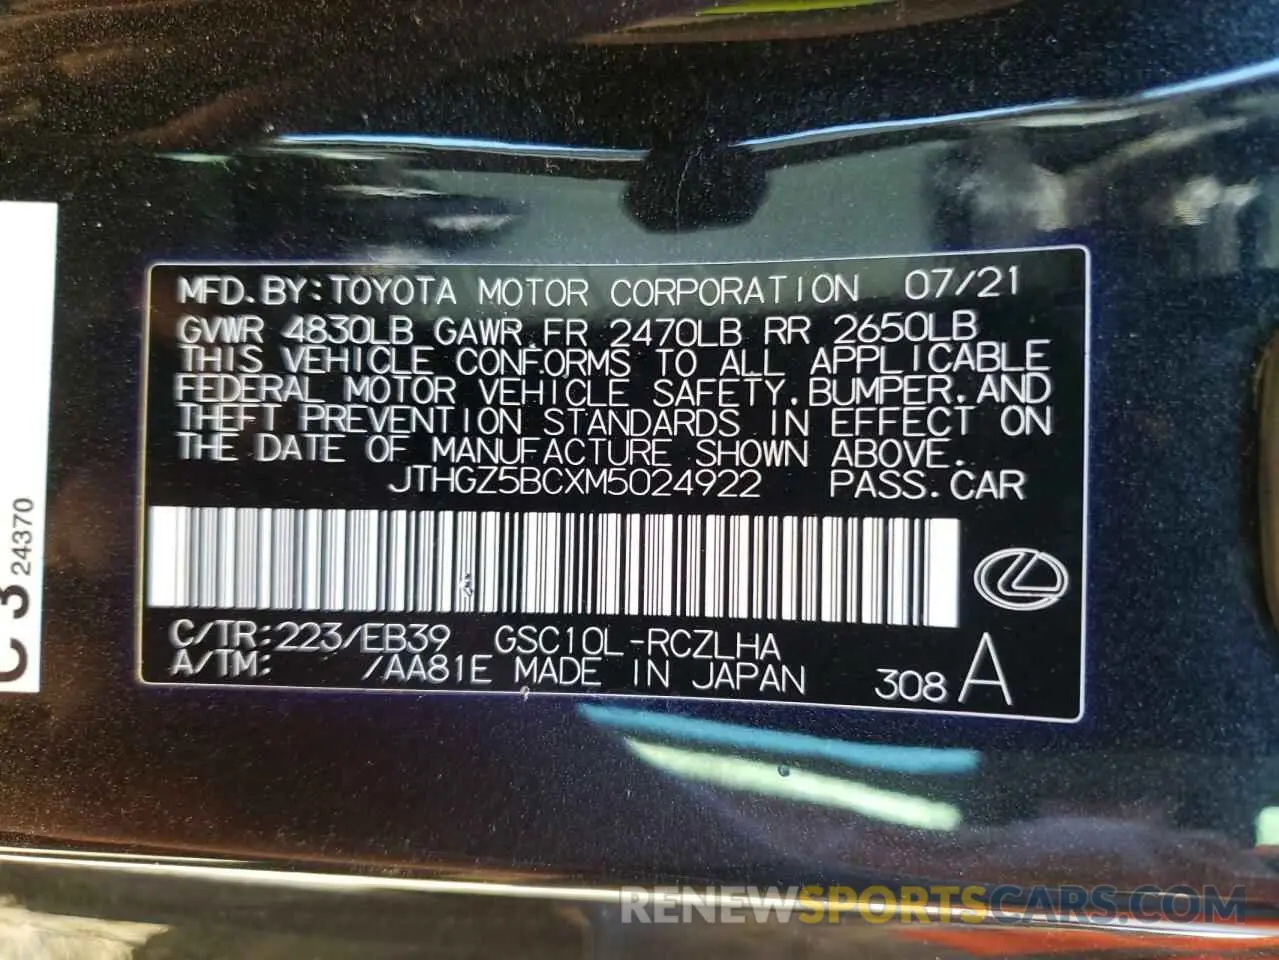 MFD.BY:TOYOTA MOTOR CORPORATION 07/21
GVWR 4830LB GAWR FR 2470LB RR 2650LB
THIS VEHICLE CONFORMS TO ALL APPLICABLE
FEDERAL MOTOR VEHICLE SAFETY,BUMPER,AND
THEFT PREVENTION STANDARDS IN EFFECT ON
THE DATE OF MANUFACTURE SHOWN ABOVE.
JTHGZ5BCXM5024922 PASS.CAR
C/TR:223/EB39 GSC10L-RCZLHA
A/TM: /AA81E MADE IN JAPAN 308 A
24370
RENEWSPORTSCARS.COM